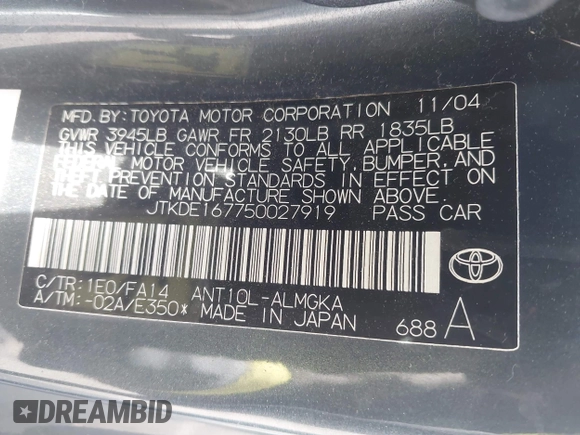 MFD. BY: TOYOTA MOTOR CORPORATION 11/04
GVWR 3945LB GAWR FR 2130LB RR 1835LB
THIS VEHICLE CONFORMS TO ALL APPLICABLE
FEDERAL MOTOR VEHICLE SAFETY, BUMPER, AND
THEFT PREVENTION STANDARDS IN EFFECT ON
THE DATE OF MANUFACTURE SHOWN ABOVE.
JTKDE167750027919 PASS CAR
C/TR: 1E0/FA14 ANT10L-ALMGKA
A/TM: -02A/E350* MADE IN JAPAN
688 A
DREAMBID